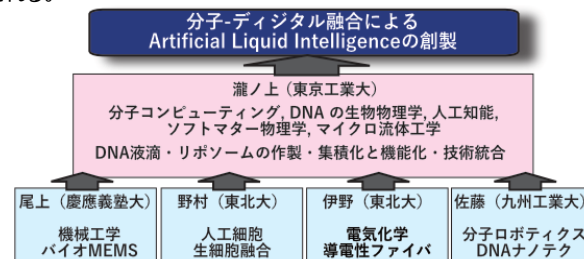 分子-ディジタル融合による
Artificial Liquid Intelligenceの創製
瀧ノ上（東京工業大）
分子コンピューティング, DNA の生物物理学, 人工知能,
ソフトマター物理学, マイクロ流体工学
DNA液滴・リポソームの作製・集積化と機能化・技術統合
尾上（慶應義塾大）
機械工学
バイオMEMS
野村（東北大）
人工細胞
生細胞融合
伊野（東北大）
電気化学
導電性ファイバ
佐藤（九州工業大）
分子ロボティクス
DNAナノテク